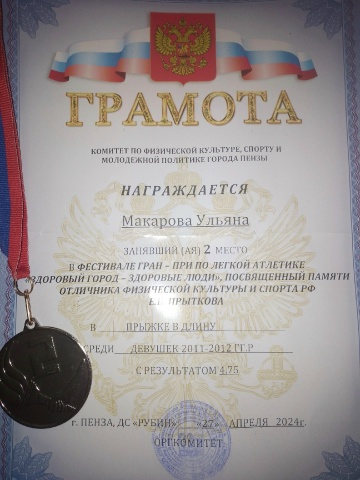 ГРАМОТА
КОМИТЕТ ПО ФИЗИЧЕСКОЙ КУЛЬТУРЕ, СПОРТУ И
МОЛОДЕЖНОЙ ПОЛИТИКЕ ГОРОДА ПЕНЗЫ
НАГРАЖДАЕТСЯ
Макарова Ульяна
ЗАНЯВШИЙ (АЯ) 2 МЕСТО
В ФЕСТИВАЛЕ ГРАН – ПРИ ПО ЛЕГКОЙ АТЛЕТИКЕ
ЗДОРОВЫЙ ГОРОД – ЗДОРОВЫЕ ЛЮДИ», ПОСВЯЩЕННЫЙ ПАМЯТИ
ОТЛИЧНИКА ФИЗИЧЕСКОЙ КУЛЬТУРЫ И СПОРТА РФ
ПРЫТКОВА
В ПРЫЖКЕ В ДЛИНУ
СРЕДИ ДЕВУШЕК 2011-2012 ГГ.Р
С РЕЗУЛЬТАТОМ 4,75
г. ПЕНЗА, ДС «РУБИН» «27» АПРЕЛЯ 2024г.
ОРГКОМИТЕТ